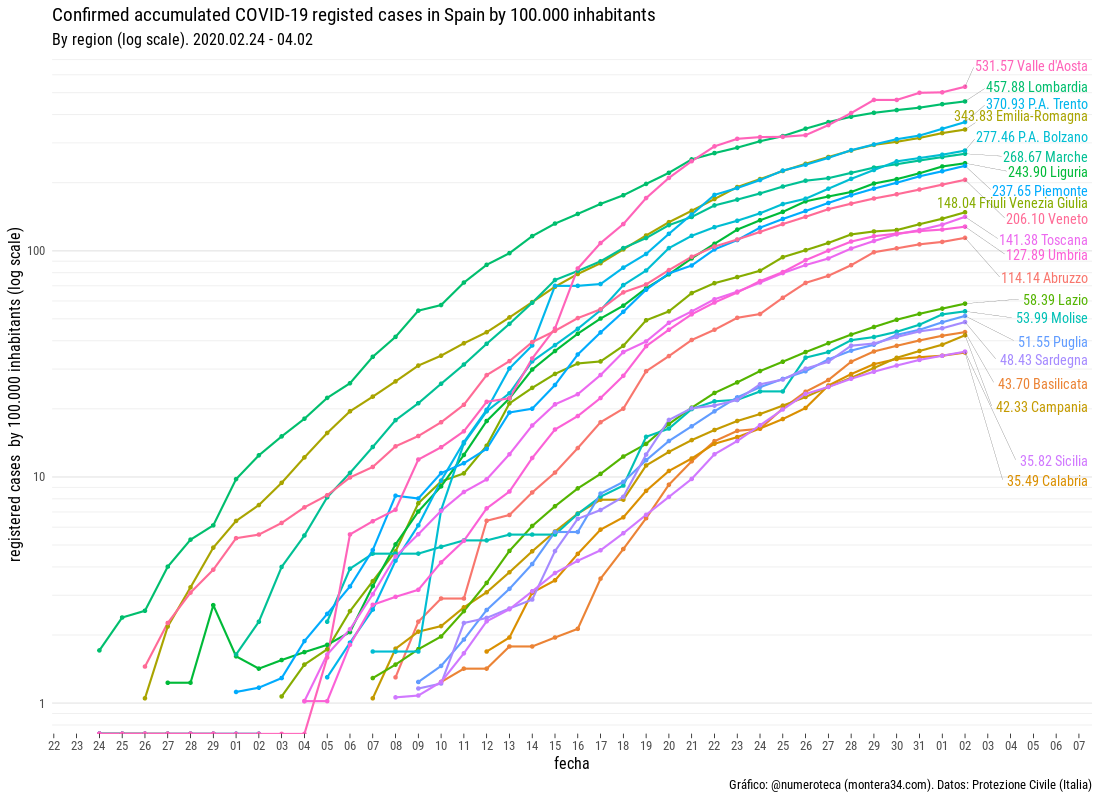 Confirmed accumulated COVID-19 registed cases in Spain by 100.000 inhabitants
By region (log scale). 2020.02.24 - 04.02
registered cases  by 100.000 inhabitants (log scale)
100
10
1
531.57 Valle d'Aosta
457.88 Lombardia
370.93 P.A. Trento
343.83 Emilia-Romagna
277.46 P.A. Bolzano
268.67 Marche
243.90 Liguria
237.65 Piemonte
148.04 Friuli Venezia Giulia
206.10 Veneto
141.38 Toscana
127.89 Umbria
114.14 Abruzzo
58.39 Lazio
53.99 Molise
51.55 Puglia
48.43 Sardegna
43.70 Basilicata
42.33 Campania
35.82 Sicilia
35.49 Calabria
22 23 24 25 26 27 28 29 01 02 03 04 05 06 07 08 09 10 11 12 13 14 15 16 17 18 19 20 21 22 23 24 25 26 27 28 29 30 31 01 02 03 04 05 06 07
fecha
Gráfico: @numeroteca (montera34.com). Datos: Protezione Civile (Italia)